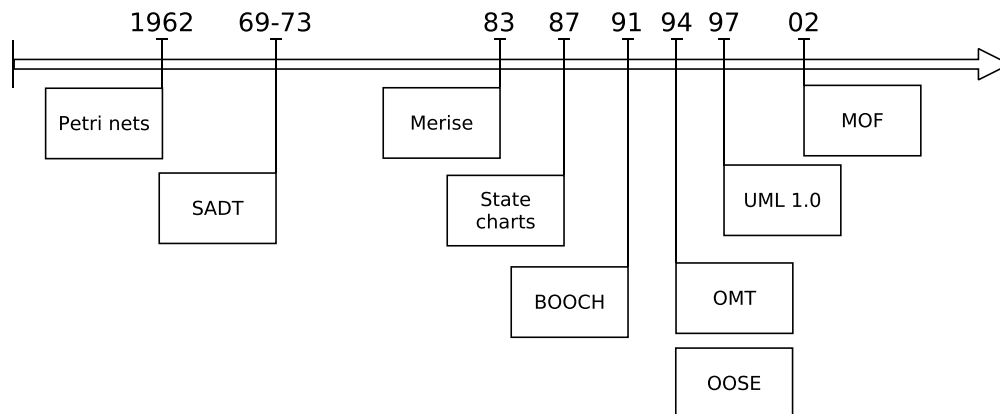 1962 69-73 83 87 91 94 97 02
Petri nets
Merise
MOF
SADT
State
charts
UML 1.0
BOOCH
OMT
OOSE